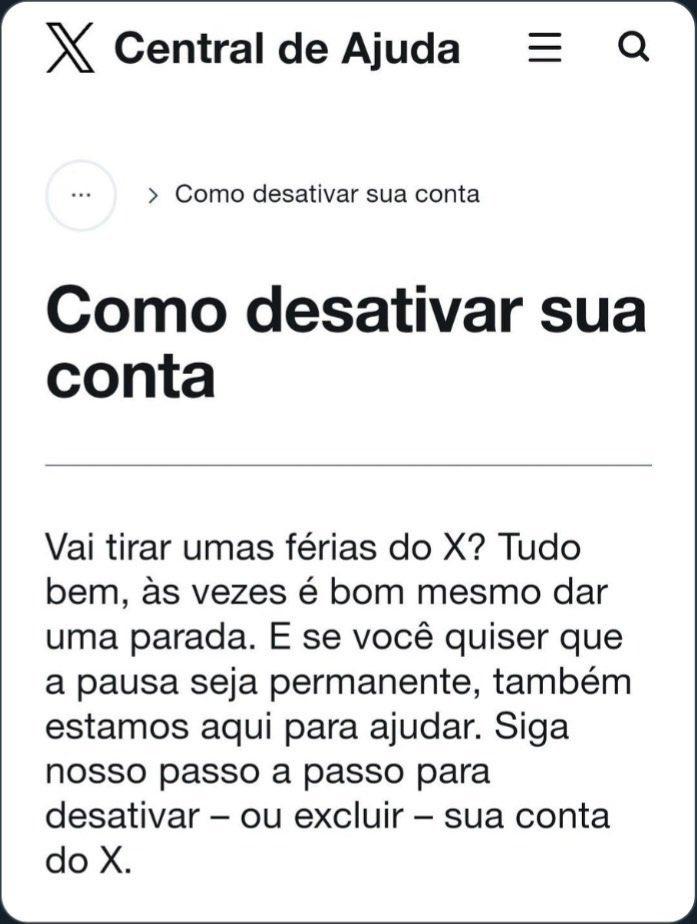 X Central de Ajuda
... > Como desativar sua conta
Como desativar sua
conta
Vai tirar umas férias do X? Tudo
bem, às vezes é bom mesmo dar
uma parada. E se você quiser que
a pausa seja permanente, também
estamos aqui para ajudar. Siga
nosso passo a passo para
desativar – ou excluir – sua conta
do X.